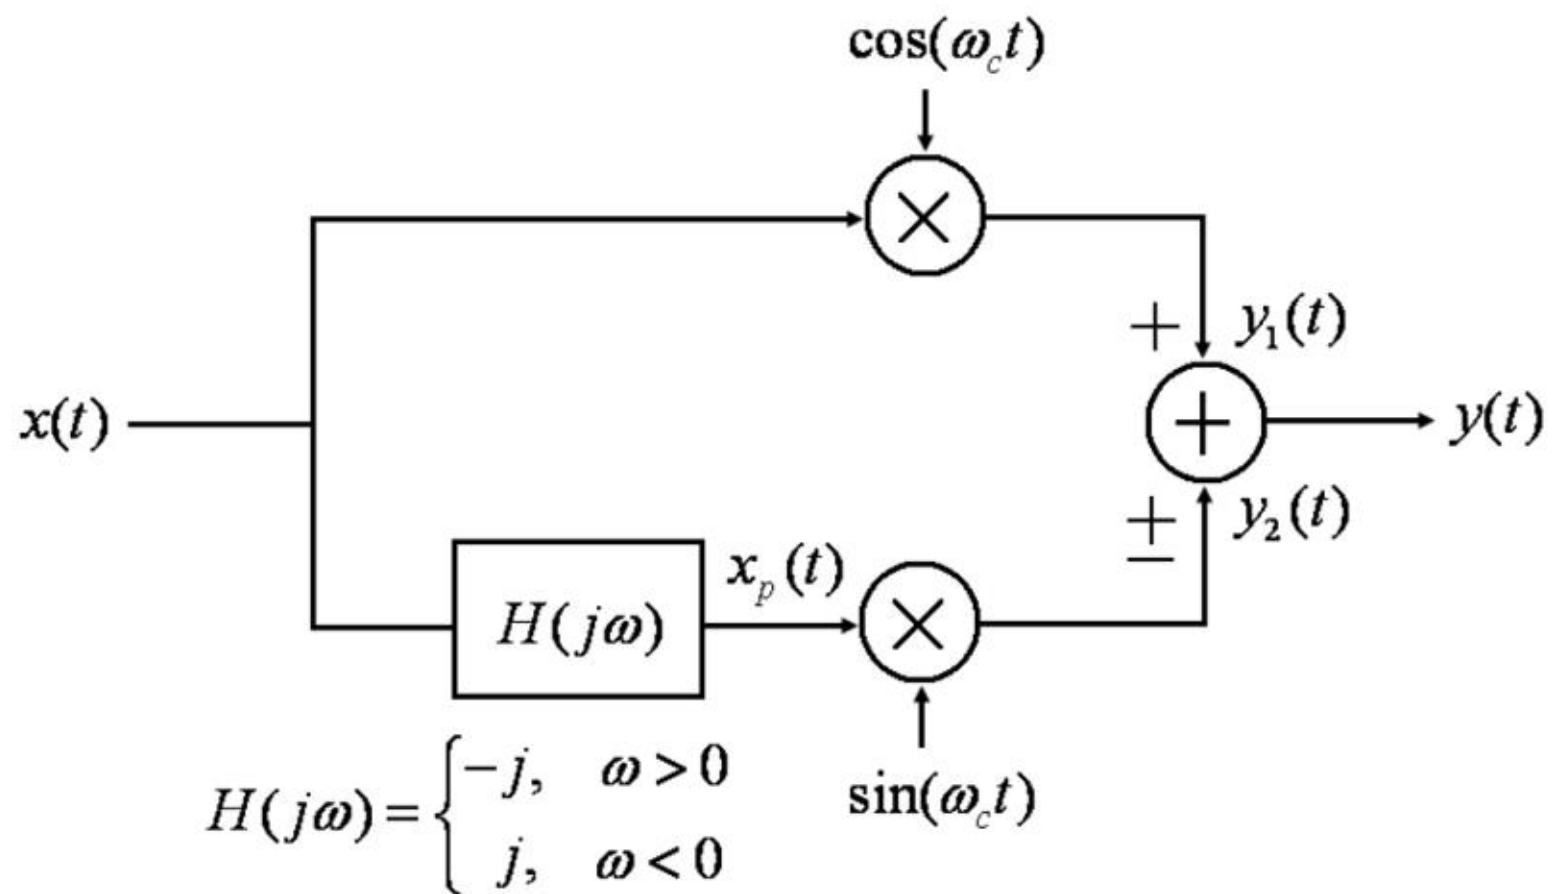 cos(ω_c t)
×
+ y₁(t)
x(t)
+
y(t)
± y₂(t)
H(jω)
x_p(t)
×
sin(ω_c t)
H(jω) = { -j, ω > 0
j, ω < 0